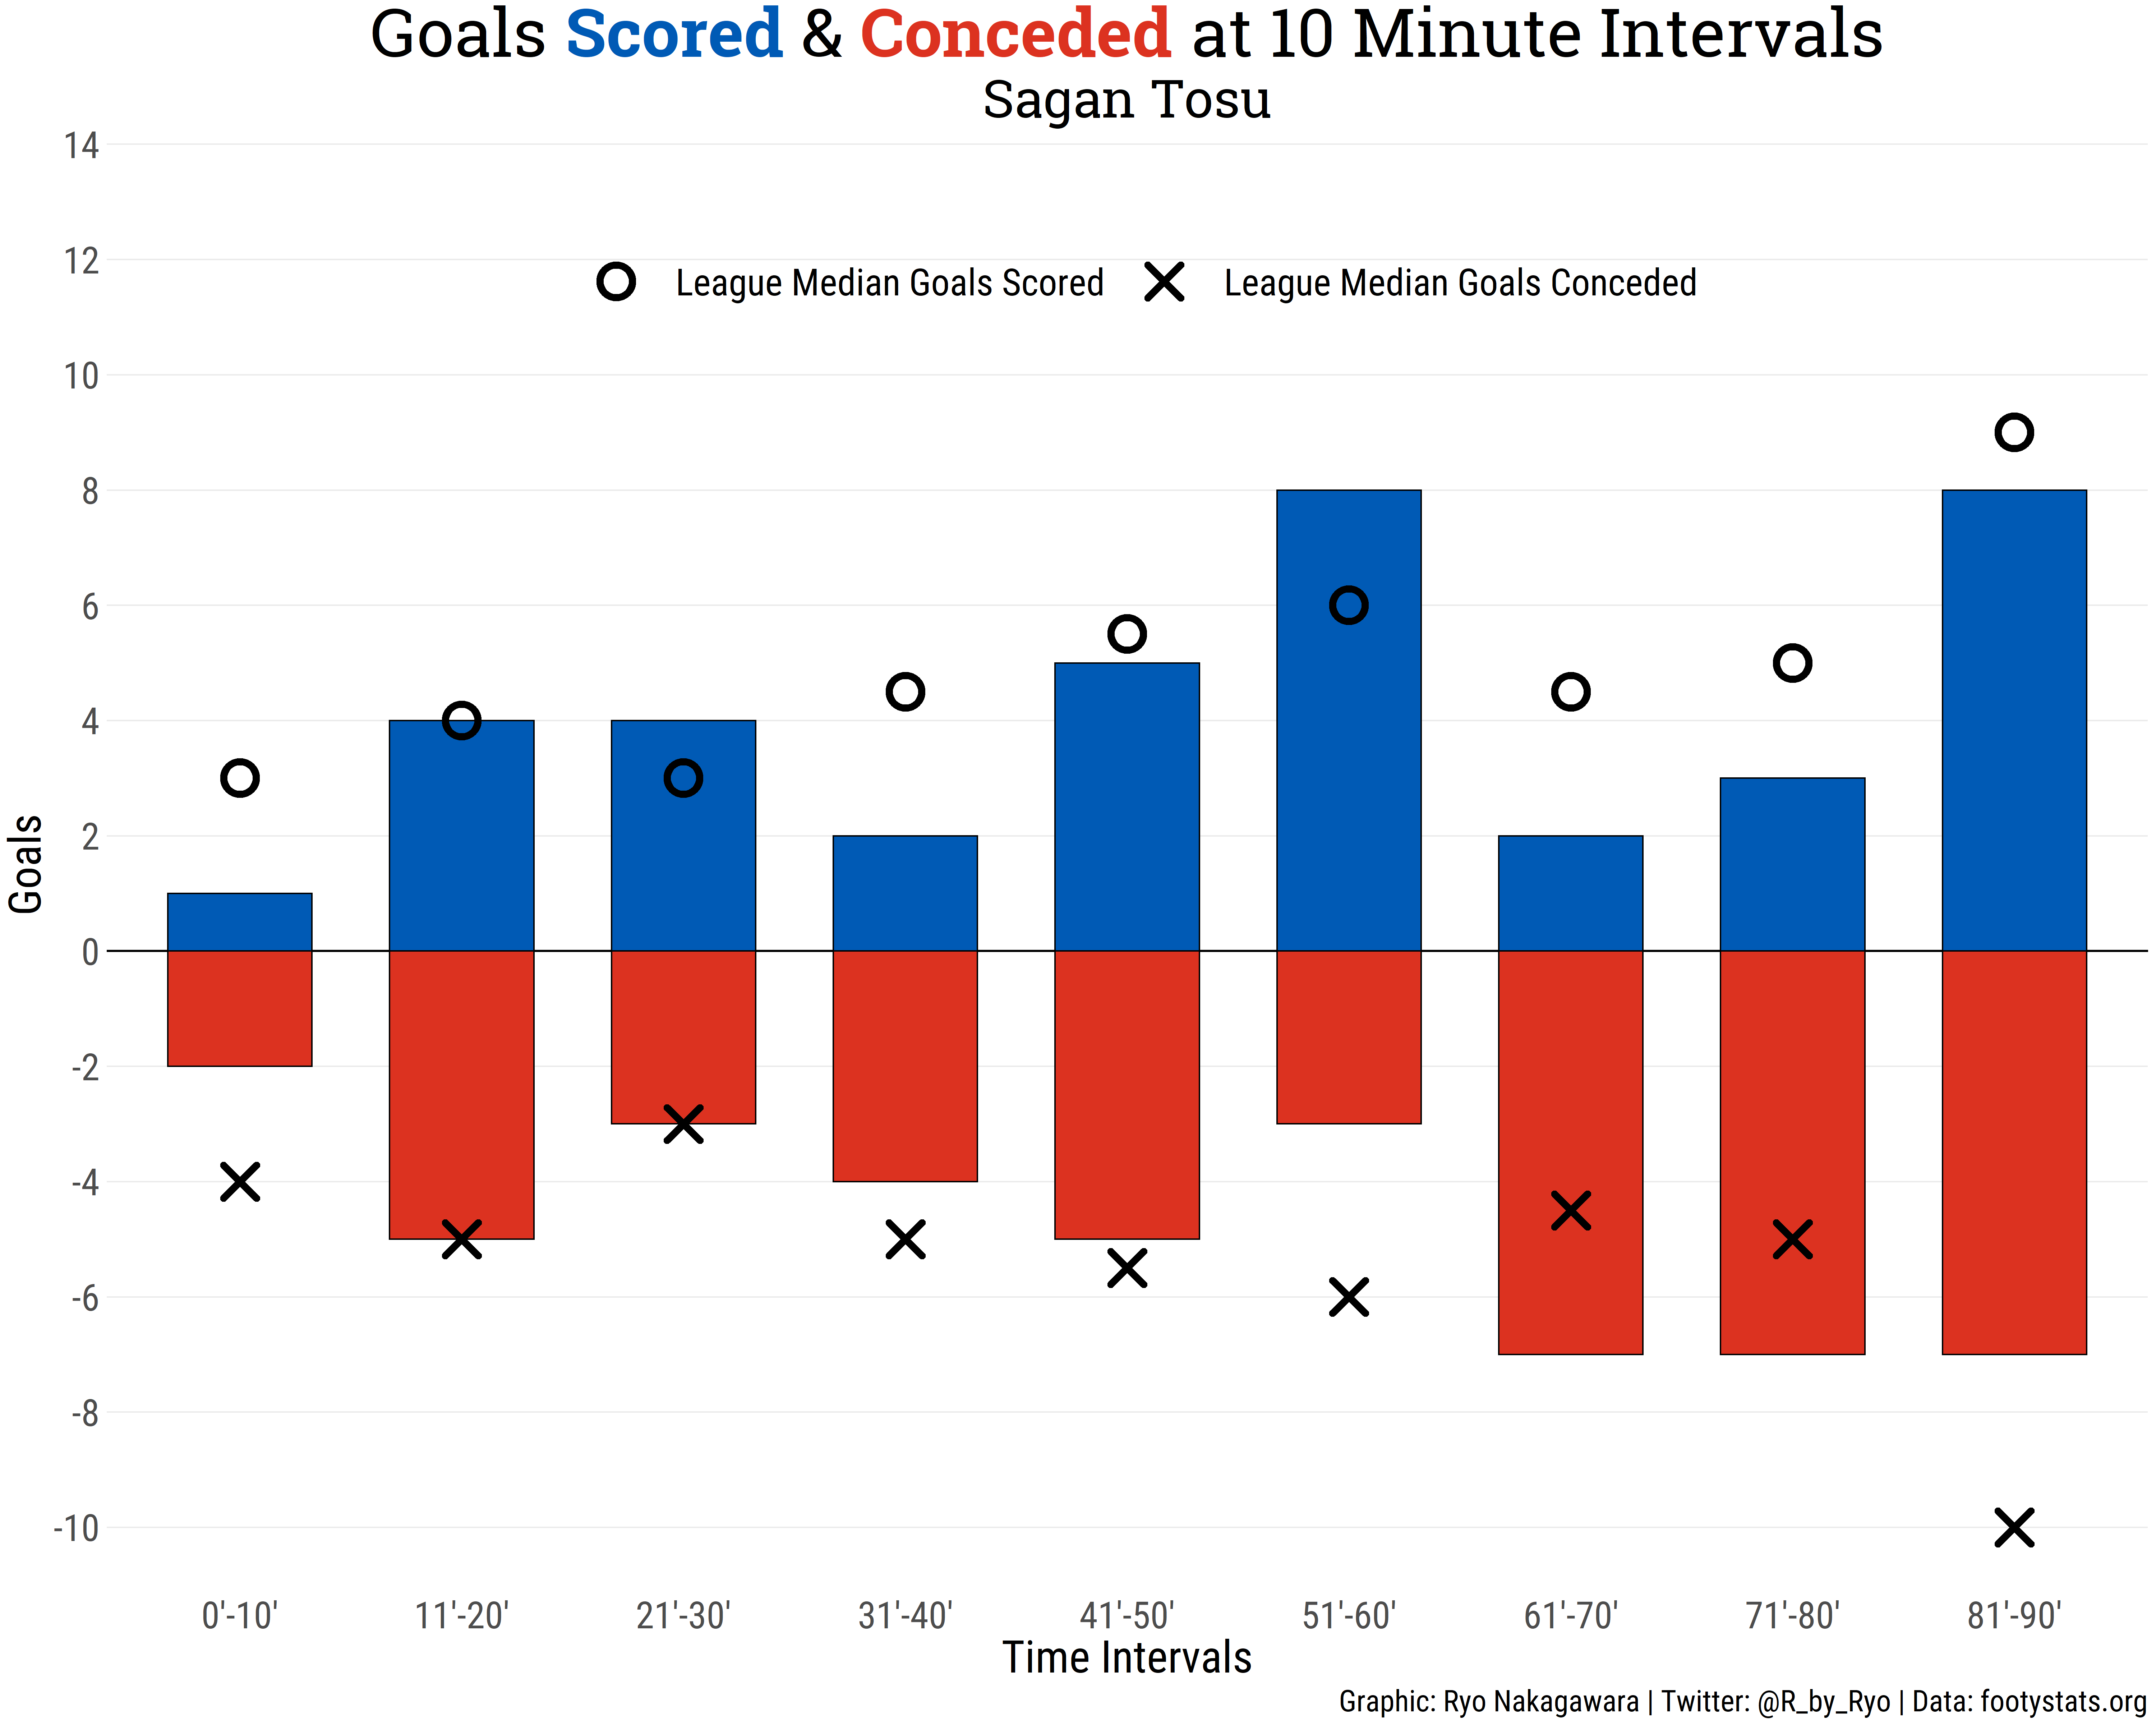 Goals Scored & Conceded at 10 Minute Intervals
Sagan Tosu
14
12
League Median Goals Scored League Median Goals Conceded
10
8
6
4
2
Goals
0
-2
-4
-6
-8
-10
0'-10' 11'-20' 21'-30' 31'-40' 41'-50' 51'-60' 61'-70' 71'-80' 81'-90'
Time Intervals
Graphic: Ryo Nakagawara | Twitter: @R_by_Ryo | Data: footystats.org